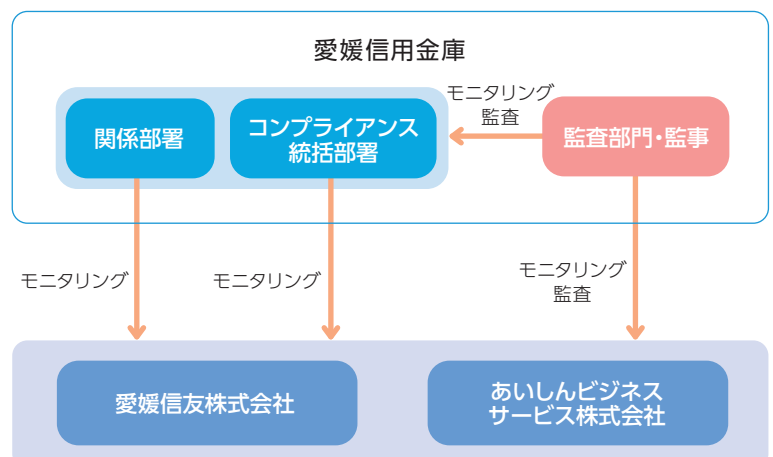 愛媛信用金庫
関係部署
コンプライアンス
統括部署
モニタリング
監査
監査部門・監事
モニタリング
モニタリング
モニタリング
監査
愛媛信友株式会社
あいしんビジネス
サービス株式会社